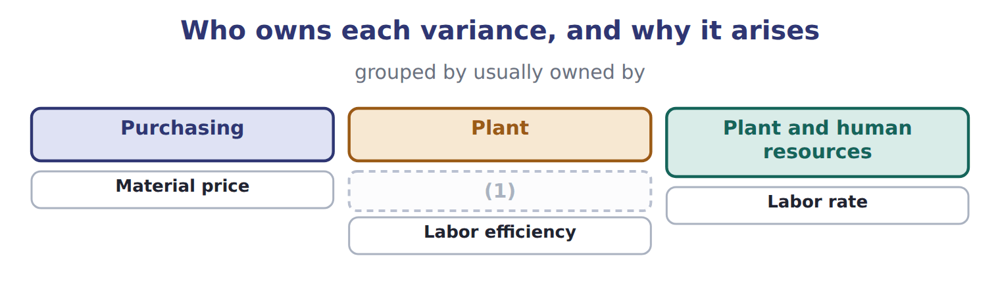 Who owns each variance, and why it arises
grouped by usually owned by
Purchasing
Material price
Plant
(1)
Labor efficiency
Plant and human
resources
Labor rate